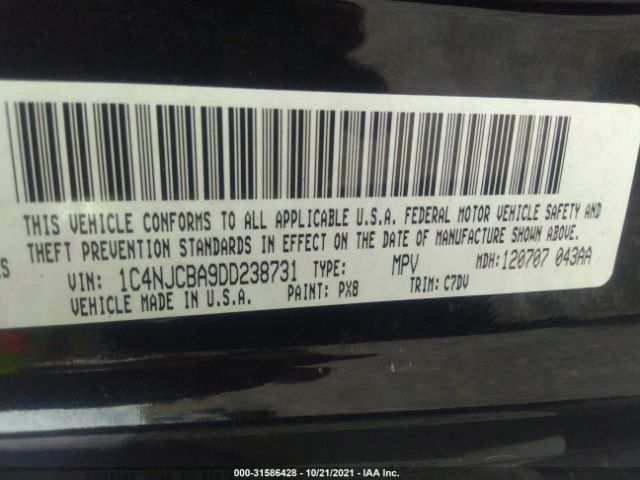 THIS VEHICLE CONFORMS TO ALL APPLICABLE U.S.A. FEDERAL MOTOR VEHICLE SAFETY AND
THEFT PREVENTION STANDARDS IN EFFECT ON THE DATE OF MANUFACTURE SHOWN ABOVE.
ES
VIN: 1C4NJCBA9DD238731 TYPE: MPV MDH: 120707 043AA
VEHICLE MADE IN U.S.A. PAINT: PX8 TRIM: C7DV
000-31586428 - 10/21/2021 - IAA Inc.